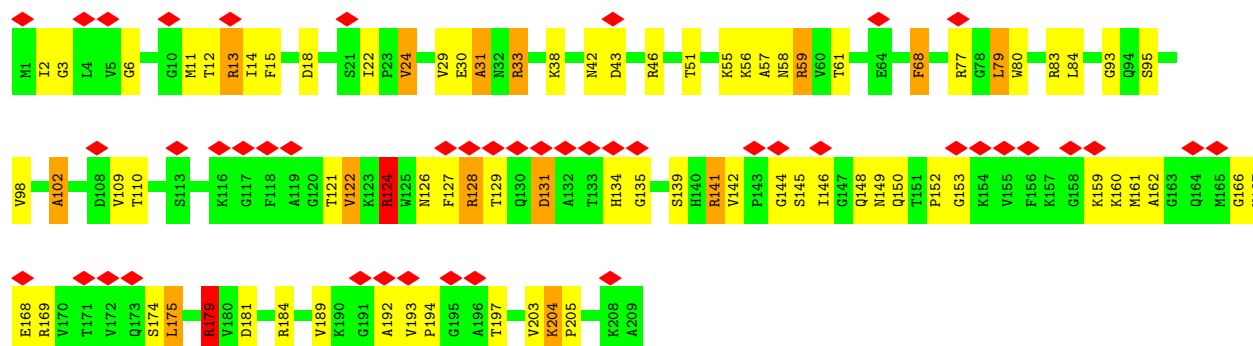 M1 I2 G3 L4 V5 G6 G10 M11 T12 R13 I14 F15 D18 S21 I22 P23 V24 V29 E30 A31 N32 R33 K38 N42 D43 R46 T51 K55 K56 A57 N58 R59 V60 T61 E64 F68 R77 G78 L79 W80 R83 L84 G93 Q94 S95
V98 A102 D108 V109 T110 S113 K116 G117 F118 A119 G120 T121 V122 K123 R124 W125 N126 F127 R128 T129 Q130 D131 A132 T133 H134 G135 S139 H140 R141 V142 P143 G144 S145 I146 G147 Q148 N149 Q150 T151 P152 G153 K154 V155 F156 K157 G158 K159 K160 M161 A162 G163 Q164 M165 G166
E168 R169 V170 T171 V172 Q173 S174 L175 R179 V180 D181 R184 V189 K190 G191 A192 V193 P194 G195 A196 T197 V203 K204 P205 K208 A209